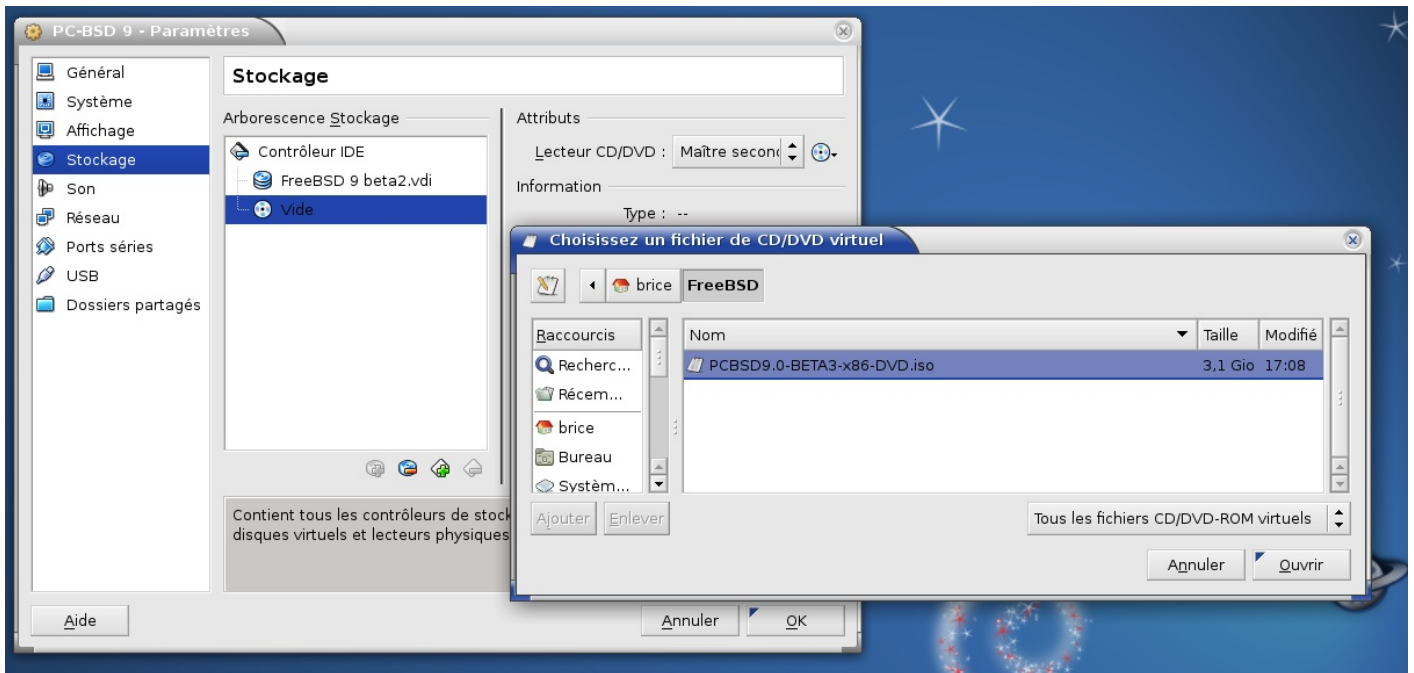 PC-BSD 9 - Paramètres
Général
Système
Affichage
Stockage
Son
Réseau
Ports séries
USB
Dossiers partagés
Stockage
Arborescence Stockage
Contrôleur IDE
FreeBSD 9 beta2.vdi
Vide
Attributs
Lecteur CD/DVD : Maître secon
Information
Type : --
Contient tous les contrôleurs de stock
disques virtuels et lecteurs physiques
Aide
Annuler
OK
Choisissez un fichier de CD/DVD virtuel
brice FreeBSD
Raccourcis
Recherc...
Récem...
brice
Bureau
Systèm...
Nom Taille Modifié
PCBSD9.0-BETA3-x86-DVD.iso 3,1 Gio 17:08
Ajouter Enlever
Tous les fichiers CD/DVD-ROM virtuels
Annuler Ouvrir